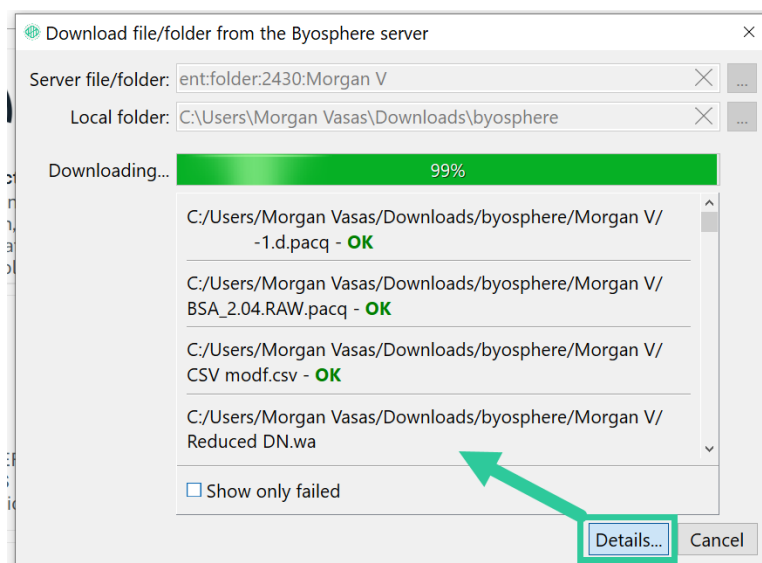 Download file/folder from the Byosphere server
Server file/folder: ent:folder:2430:Morgan V ...
Local folder: C:\Users\Morgan Vasas\Downloads\byosphere ...
Downloading... 99%
C:/Users/Morgan Vasas/Downloads/byosphere/Morgan V/
-1.d.pacq - OK
C:/Users/Morgan Vasas/Downloads/byosphere/Morgan V/
BSA_2.04.RAW.pacq - OK
C:/Users/Morgan Vasas/Downloads/byosphere/Morgan V/
CSV modf.csv - OK
C:/Users/Morgan Vasas/Downloads/byosphere/Morgan V/
Reduced DN.wa
Show only failed
Details... Cancel